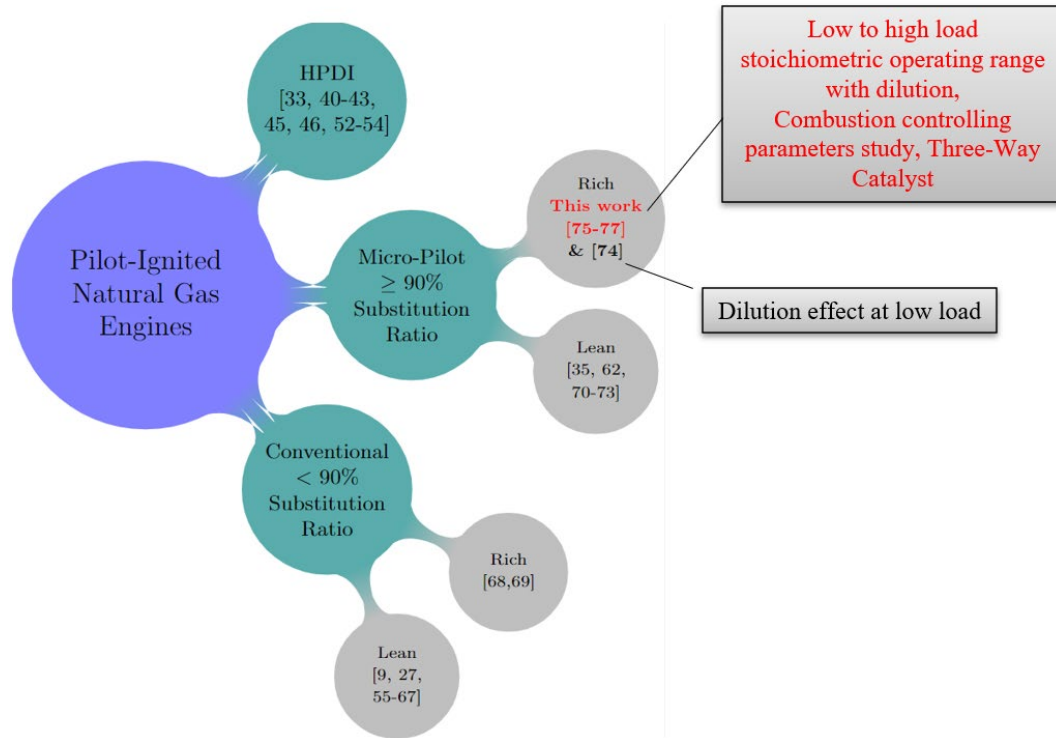 HPDI
[33, 40-43,
45, 46, 52-54]
Low to high load
stoichiometric operating range
with dilution,
Combustion controlling
parameters study, Three-Way
Catalyst
Pilot-Ignited
Natural Gas
Engines
Micro-Pilot
≥ 90%
Substitution
Ratio
Rich
This work
[75-77]
& [74]
Dilution effect at low load
Lean
[35, 62,
70-73]
Conventional
< 90%
Substitution
Ratio
Rich
[68,69]
Lean
[9, 27,
55-67]